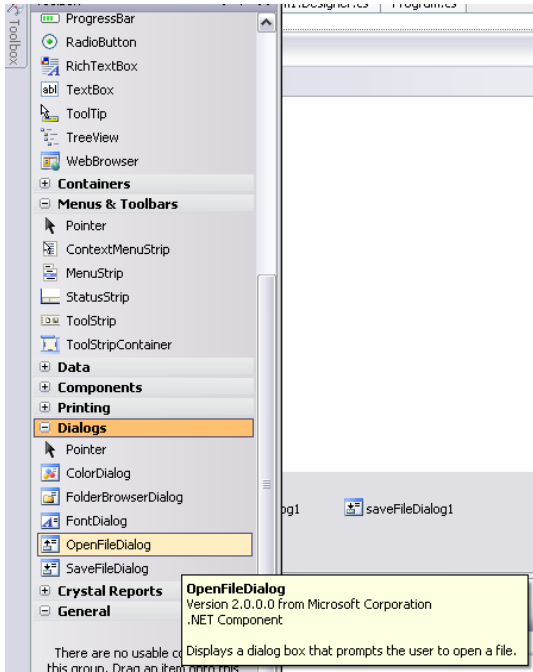 Toolbox
ProgressBar
RadioButton
RichTextBox
abl TextBox
ToolTip
TreeView
WebBrowser
Containers
Menus & Toolbars
Pointer
ContextMenuStrip
MenuStrip
StatusStrip
ToolStrip
ToolStripContainer
Data
Components
Printing
Dialogs
Pointer
ColorDialog
FolderBrowserDialog
FontDialog
OpenFileDialog
SaveFileDialog
Crystal Reports
General
There are no usable co
this group. Drag an item onto this
og1
saveFileDialog1
OpenFileDialog
Version 2.0.0.0 from Microsoft Corporation
.NET Component
Displays a dialog box that prompts the user to open a file.